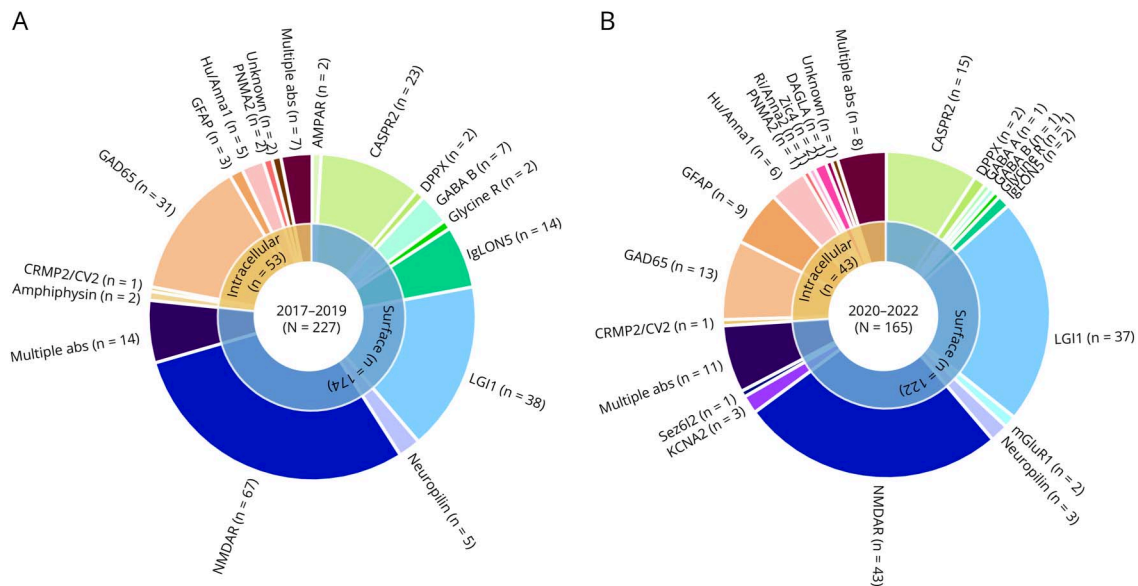 A
AMPAR (n = 2)
CASPR2 (n = 23)
DPPX (n = 2)
GABA B (n = 7)
Glycine R (n = 2)
IgLON5 (n = 14)
LGI1 (n = 38)
Neuropilin (n = 5)
NMDAR (n = 67)
Multiple abs (n = 14)
Amphiphysin (n = 2)
CRMP2/CV2 (n = 1)
GAD65 (n = 31)
GFAP (n = 3)
Hu/Anna1 (n = 5)
PNMA2 (n = 2)
Unknown (n = 2)
Multiple abs (n = 7)
Intracellular
(n = 53)
Surface (n = 174)
2017–2019
(N = 227)
B
CASPR2 (n = 15)
DPPX (n = 2)
GABA A (n = 1)
GABA B (n = 1)
Glycine R (n = 1)
IgLON5 (n = 2)
LGI1 (n = 37)
mGluR1 (n = 2)
Neuropilin (n = 3)
NMDAR (n = 43)
KCNA2 (n = 3)
Sez6l2 (n = 1)
Multiple abs (n = 11)
CRMP2/CV2 (n = 1)
GAD65 (n = 13)
GFAP (n = 9)
Hu/Anna1 (n = 6)
PNMA2 (n = 1)
Ri/Anna2 (n = 1)
Zic4 (n =
DAGLA (n = 1)
Unknown (n = 1)
Multiple abs (n = 8)
Intracellular
(n = 43)
Surface (n = 122)
2020–2022
(N = 165)